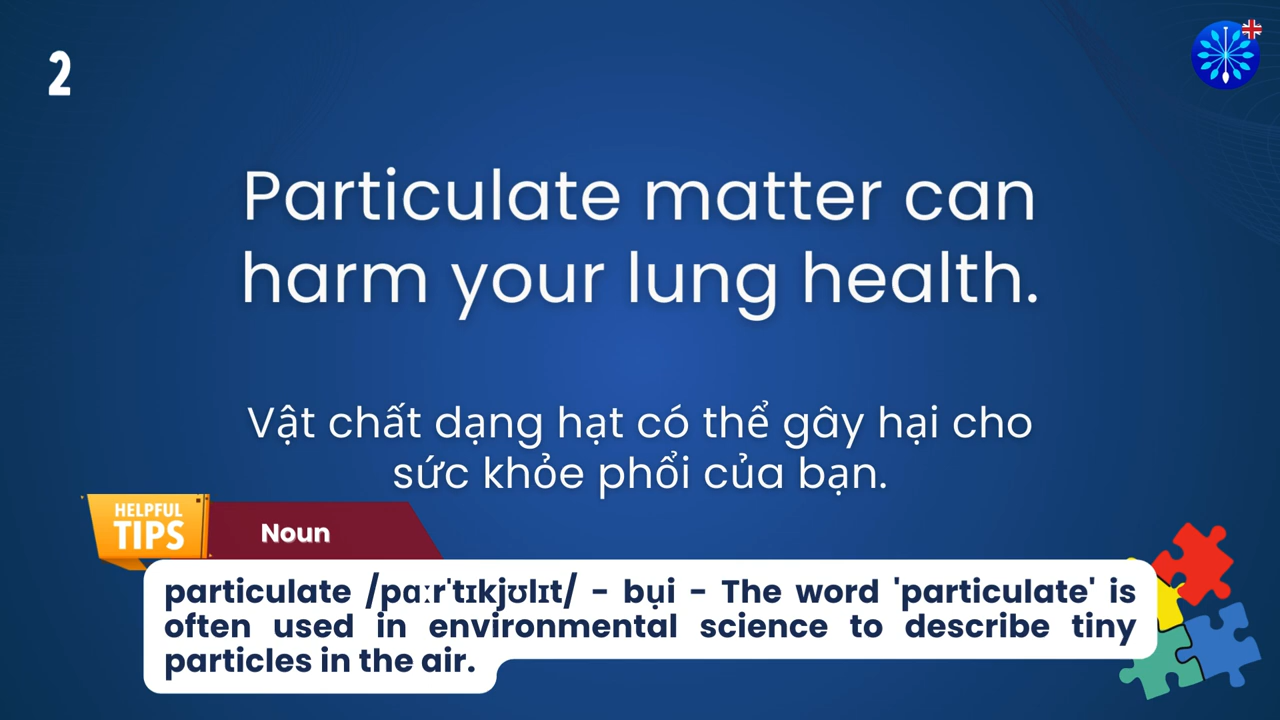 2
Particulate matter can
harm your lung health.
Vật chất dạng hạt có thể gây hại cho
sức khỏe phổi của bạn.
HELPFUL
TIPS
Noun
particulate /pɑːrˈtɪkjʊlɪt/ - bụi - The word 'particulate' is
often used in environmental science to describe tiny
particles in the air.